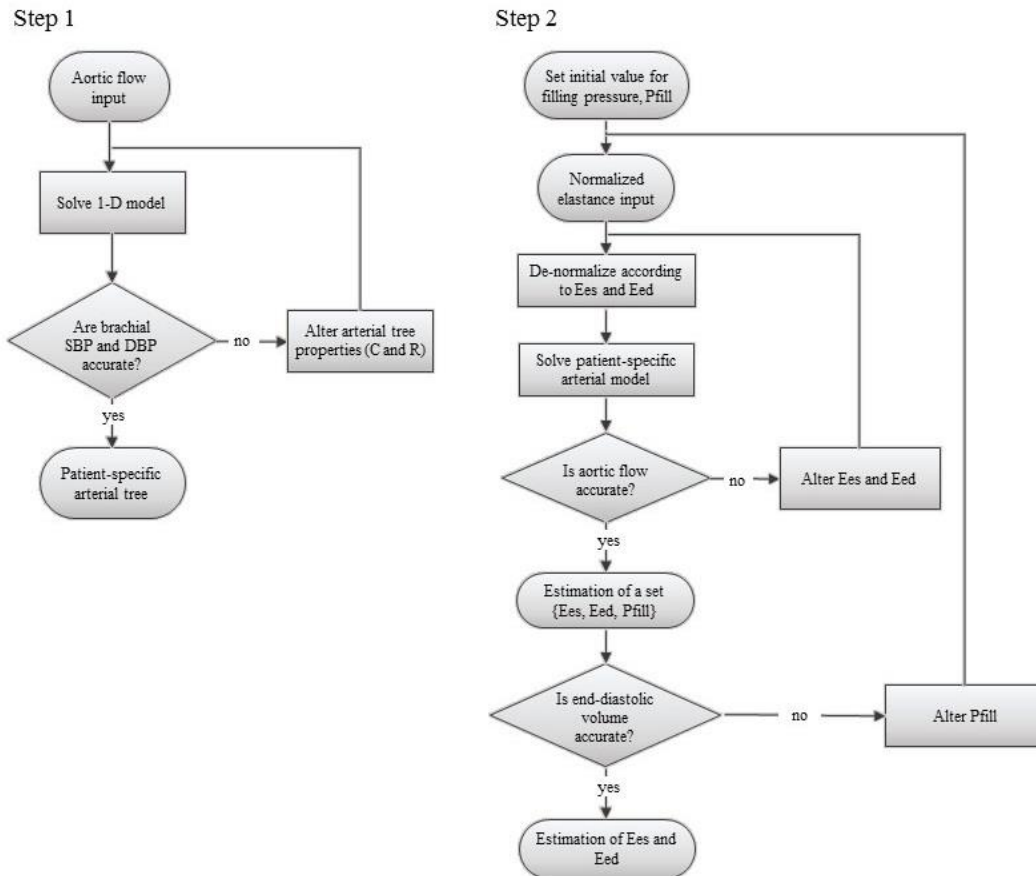 Step 1
Aortic flow
input
Solve 1-D model
Are brachial
SBP and DBP
accurate?
no
Alter arterial tree
properties (C and R)
yes
Patient-specific
arterial tree
Step 2
Set initial value for
filling pressure, Pfill
Normalized
elastance input
De-normalize according
to Ees and Eed
Solve patient-specific
arterial model
Is aortic flow
accurate?
no
Alter Ees and Eed
yes
Estimation of a set
{Ees, Eed, Pfill}
Is end-diastolic
volume
accurate?
no
Alter Pfill
yes
Estimation of Ees and
Eed